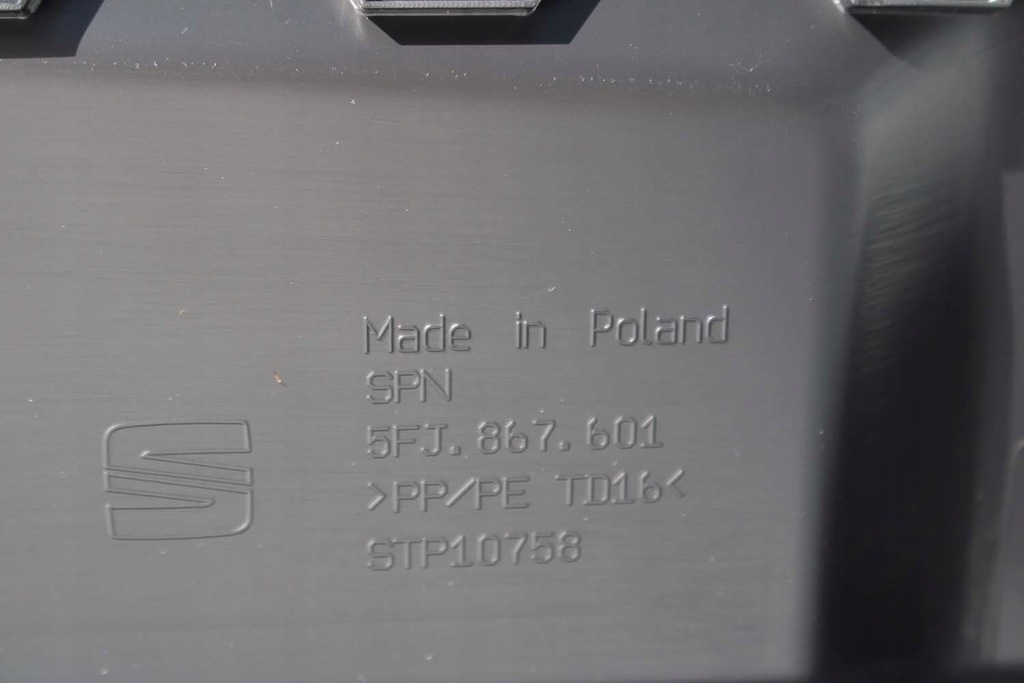 Made in Poland
SPN
5FJ.867.601
>PP/PE TD16<
STP10758